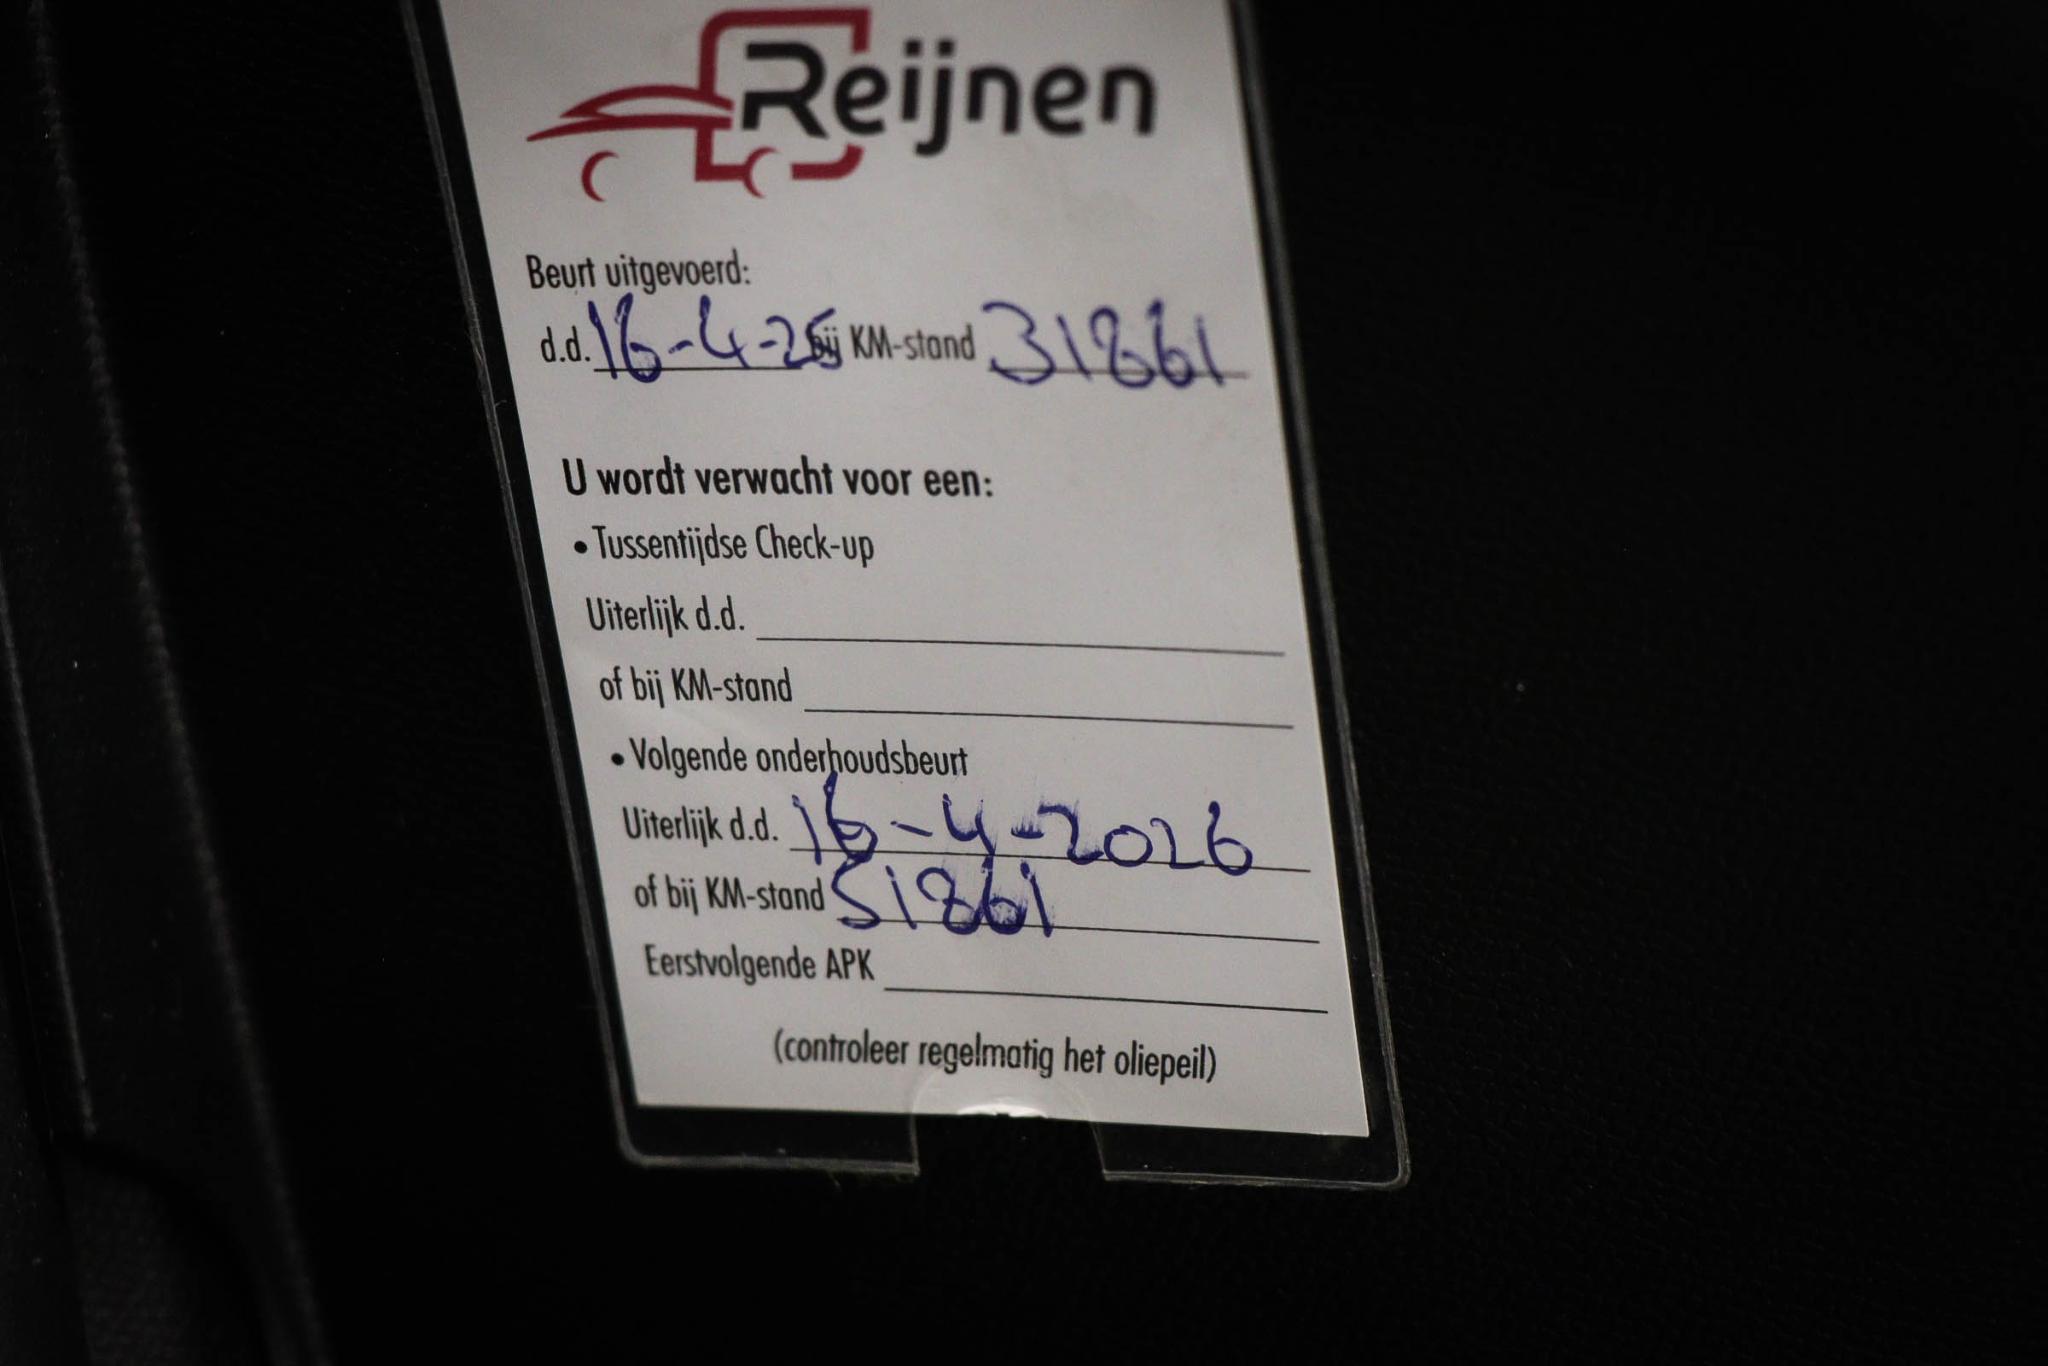 Reijnen
Beurt uitgevoerd:
d.d. 16-4-25 bij KM-stand 31861
U wordt verwacht voor een:
• Tussentijdse Check-up
Uiterlijk d.d.
of bij KM-stand
• Volgende onderhoudsbeurt
Uiterlijk d.d. 16-4-2026
of bij KM-stand 51861
Eerstvolgende APK
(controleer regelmatig het oliepeil)